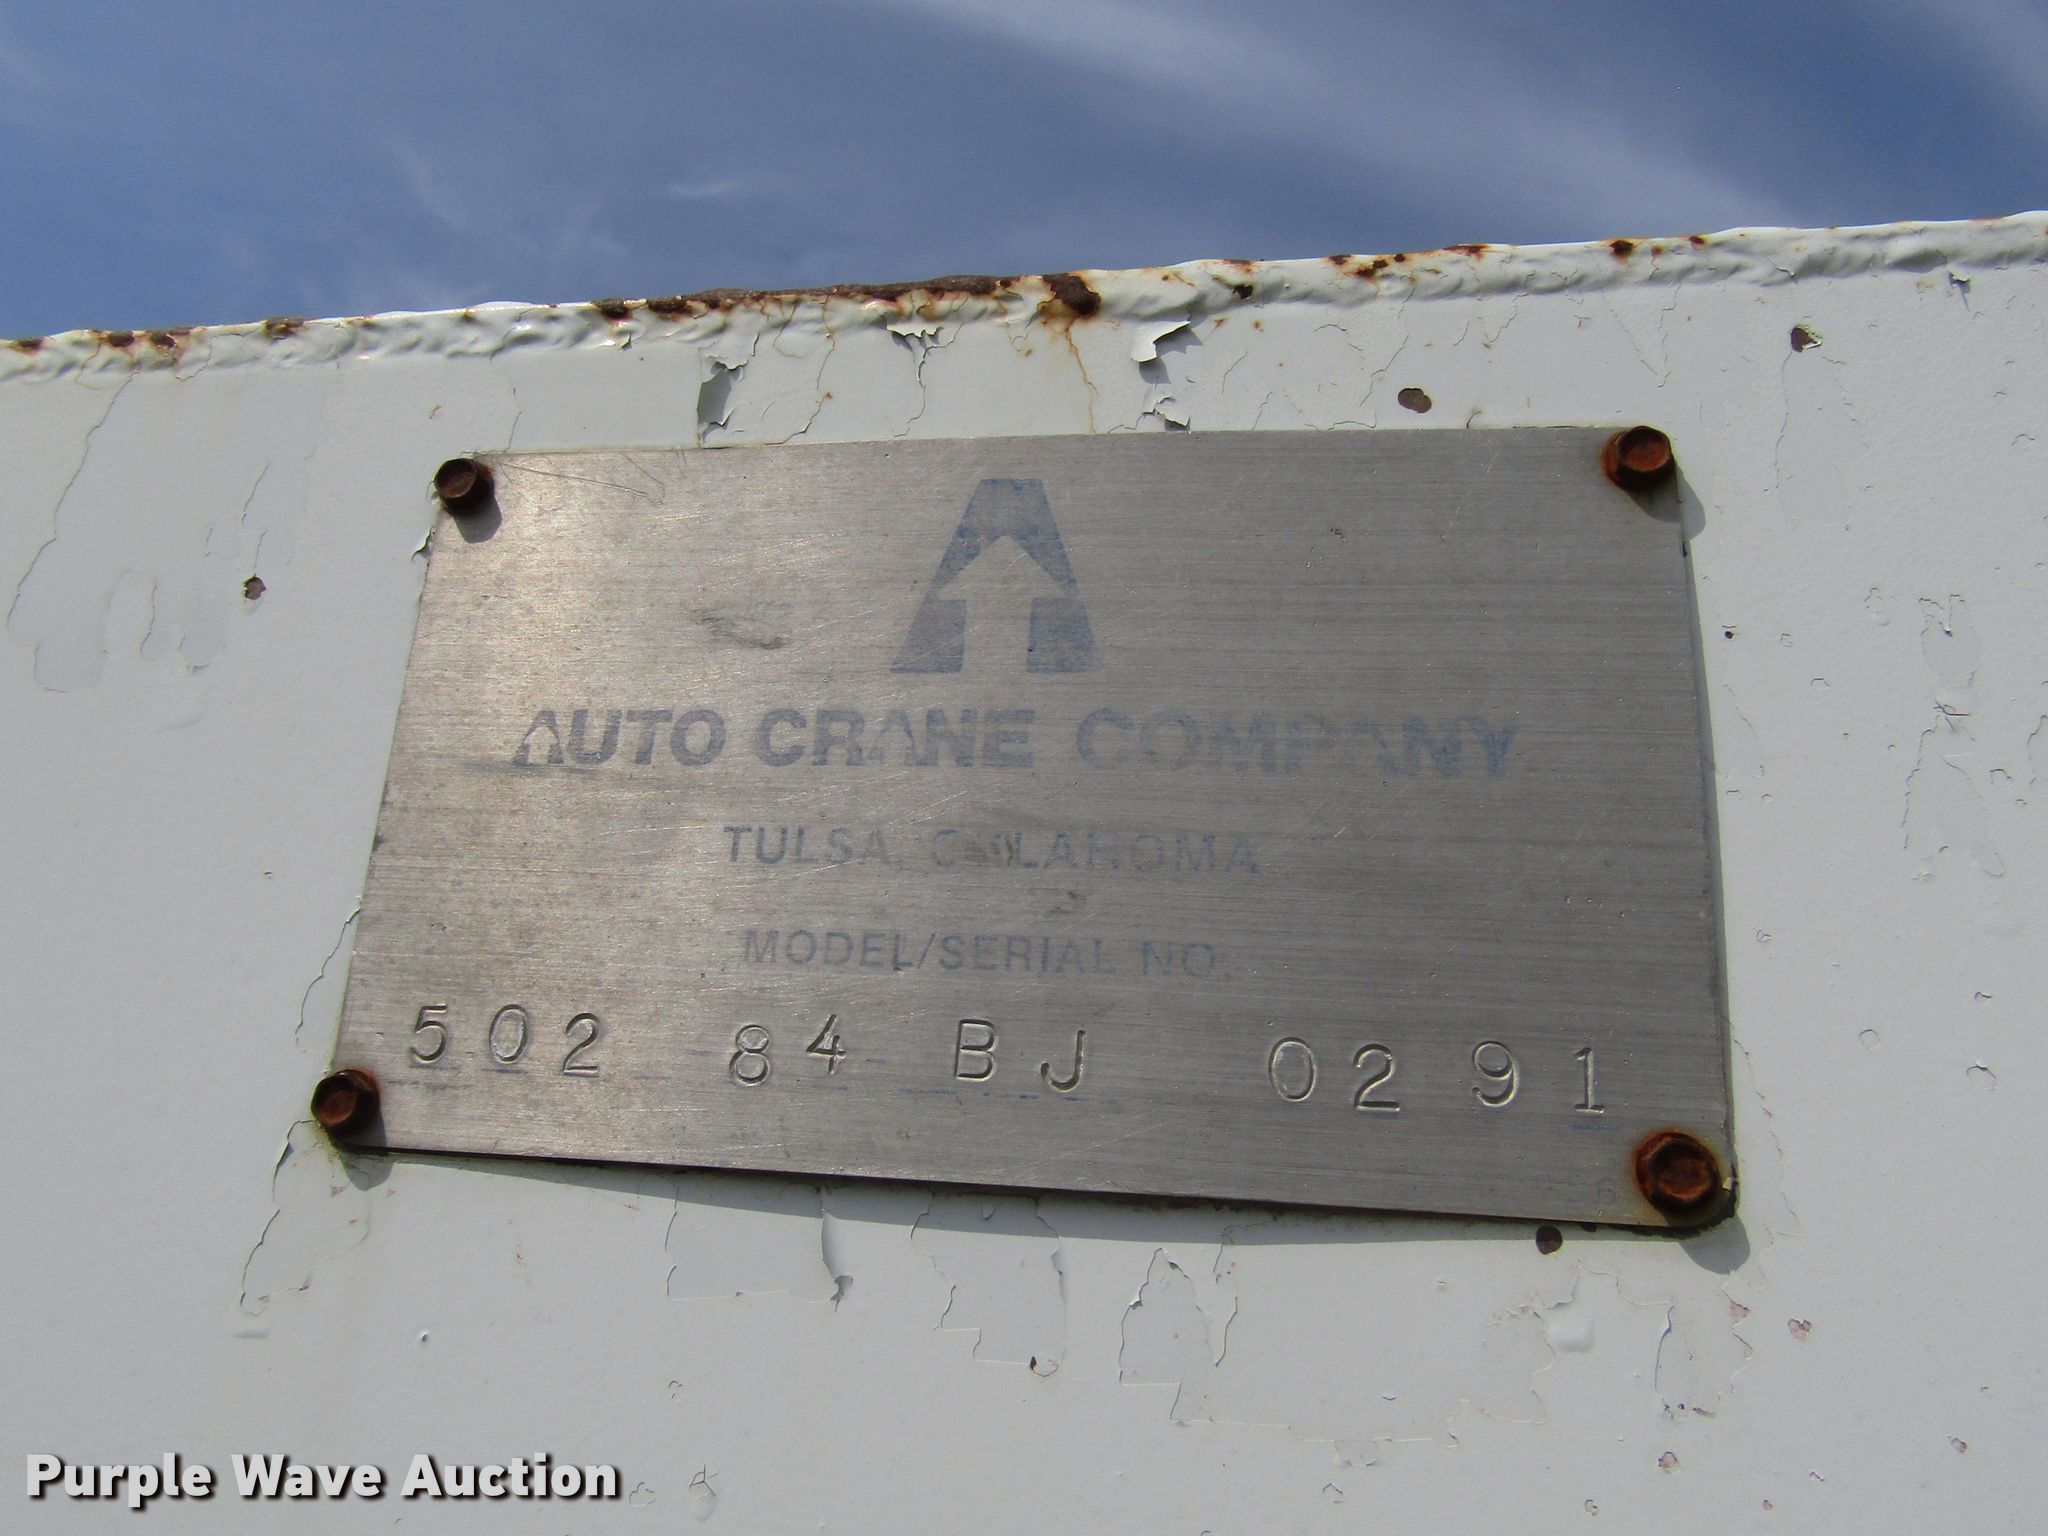 AUTO CRANE COMPANY
TULSA, OKLAHOMA
MODEL/SERIAL NO.
502 84 BJ 0291
Purple Wave Auction